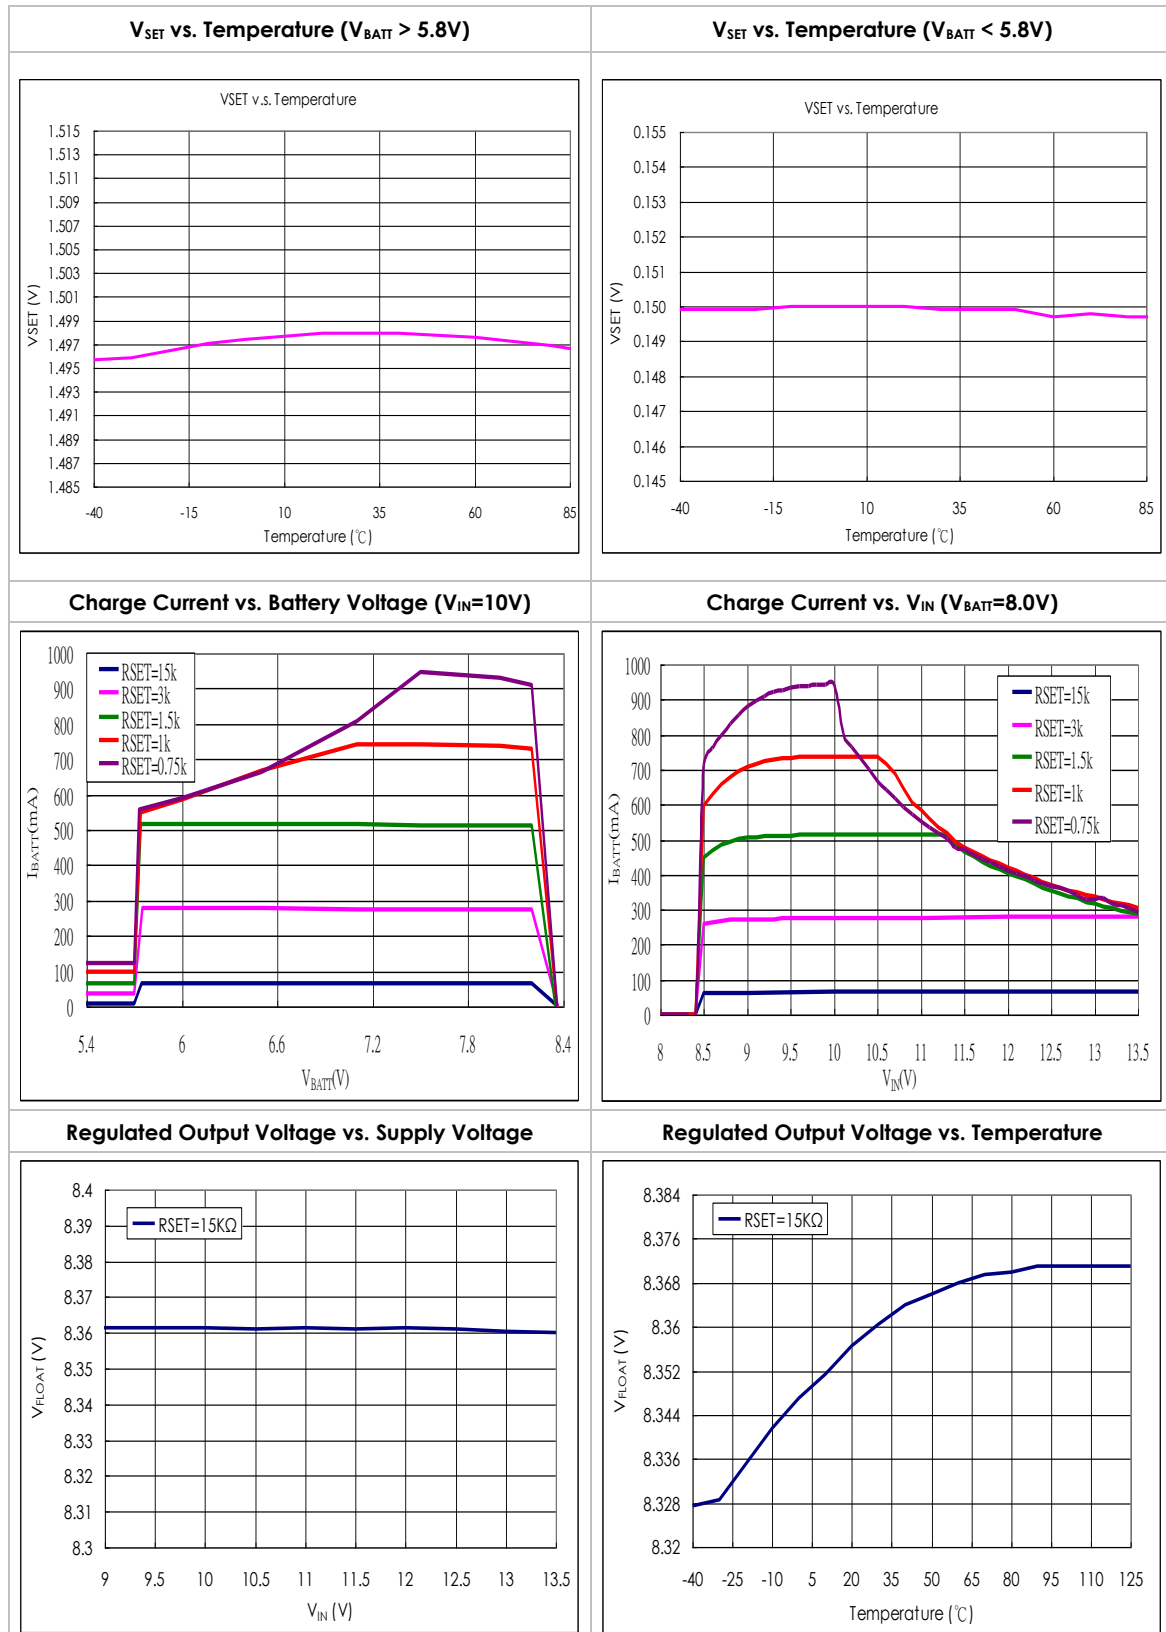 VSET vs. Temperature (VBATT > 5.8V)
VSET vs. Temperature (VBATT < 5.8V)
VSET v.s. Temperature
1.515
1.513
1.511
1.509
1.507
1.505
1.503
1.501
1.499
1.497
1.495
1.493
1.491
1.489
1.487
1.485
VSET (V)
-40 -15 10 35 60 85
Temperature (℃)
VSET vs. Temperature
0.155
0.154
0.153
0.152
0.151
0.150
0.149
0.148
0.147
0.146
0.145
VSET (V)
-40 -15 10 35 60 85
Temperature (℃)
Charge Current vs. Battery Voltage (VIN=10V)
Charge Current vs. VIN (VBATT=8.0V)
1000
900
800
700
600
500
400
300
200
100
0
IBATT(mA)
RSET=15k
RSET=3k
RSET=1.5k
RSET=1k
RSET=0.75k
5.4 6 6.6 7.2 7.8 8.4
VBATT(V)
1000
900
800
700
600
500
400
300
200
100
0
IBATT(mA)
RSET=15k
RSET=3k
RSET=1.5k
RSET=1k
RSET=0.75k
8 8.5 9 9.5 10 10.5 11 11.5 12 12.5 13 13.5
VIN(V)
Regulated Output Voltage vs. Supply Voltage
Regulated Output Voltage vs. Temperature
8.4
8.39
8.38
8.37
8.36
8.35
8.34
8.33
8.32
8.31
8.3
VFLOAT (V)
RSET=15KΩ
9 9.5 10 10.5 11 11.5 12 12.5 13 13.5
VIN (V)
8.384
8.376
8.368
8.36
8.352
8.344
8.336
8.328
8.32
VFLOAT (V)
RSET=15KΩ
-40 -25 -10 5 20 35 50 65 80 95 110 125
Temperature (℃)